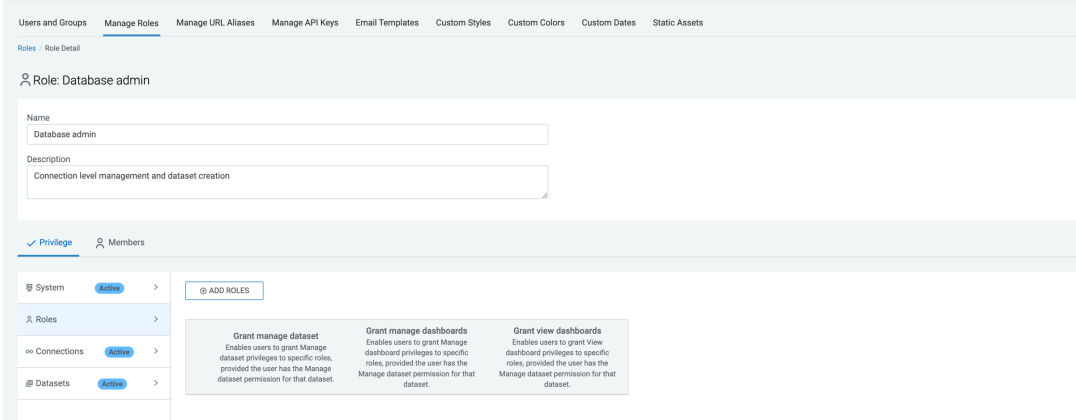 Users and Groups Manage Roles Manage URL Aliases Manage API Keys Email Templates Custom Styles Custom Colors Custom Dates Static Assets
Roles / Role Detail
Role: Database admin
Name
Database admin
Description
Connection level management and dataset creation
Privilege Members
System Active
ADD ROLES
Roles
Connections Active
Datasets Active
Grant manage dataset
Enables users to grant Manage
dataset privileges to specific roles,
provided the user has the Manage
dataset permission for that dataset.
Grant manage dashboards
Enables users to grant Manage
dashboard privileges to specific
roles, provided the user has the
Manage dataset permission for that
dataset.
Grant view dashboards
Enables users to grant View
dashboard privileges to specific
roles, provided the user has the
Manage dataset permission for that
dataset.